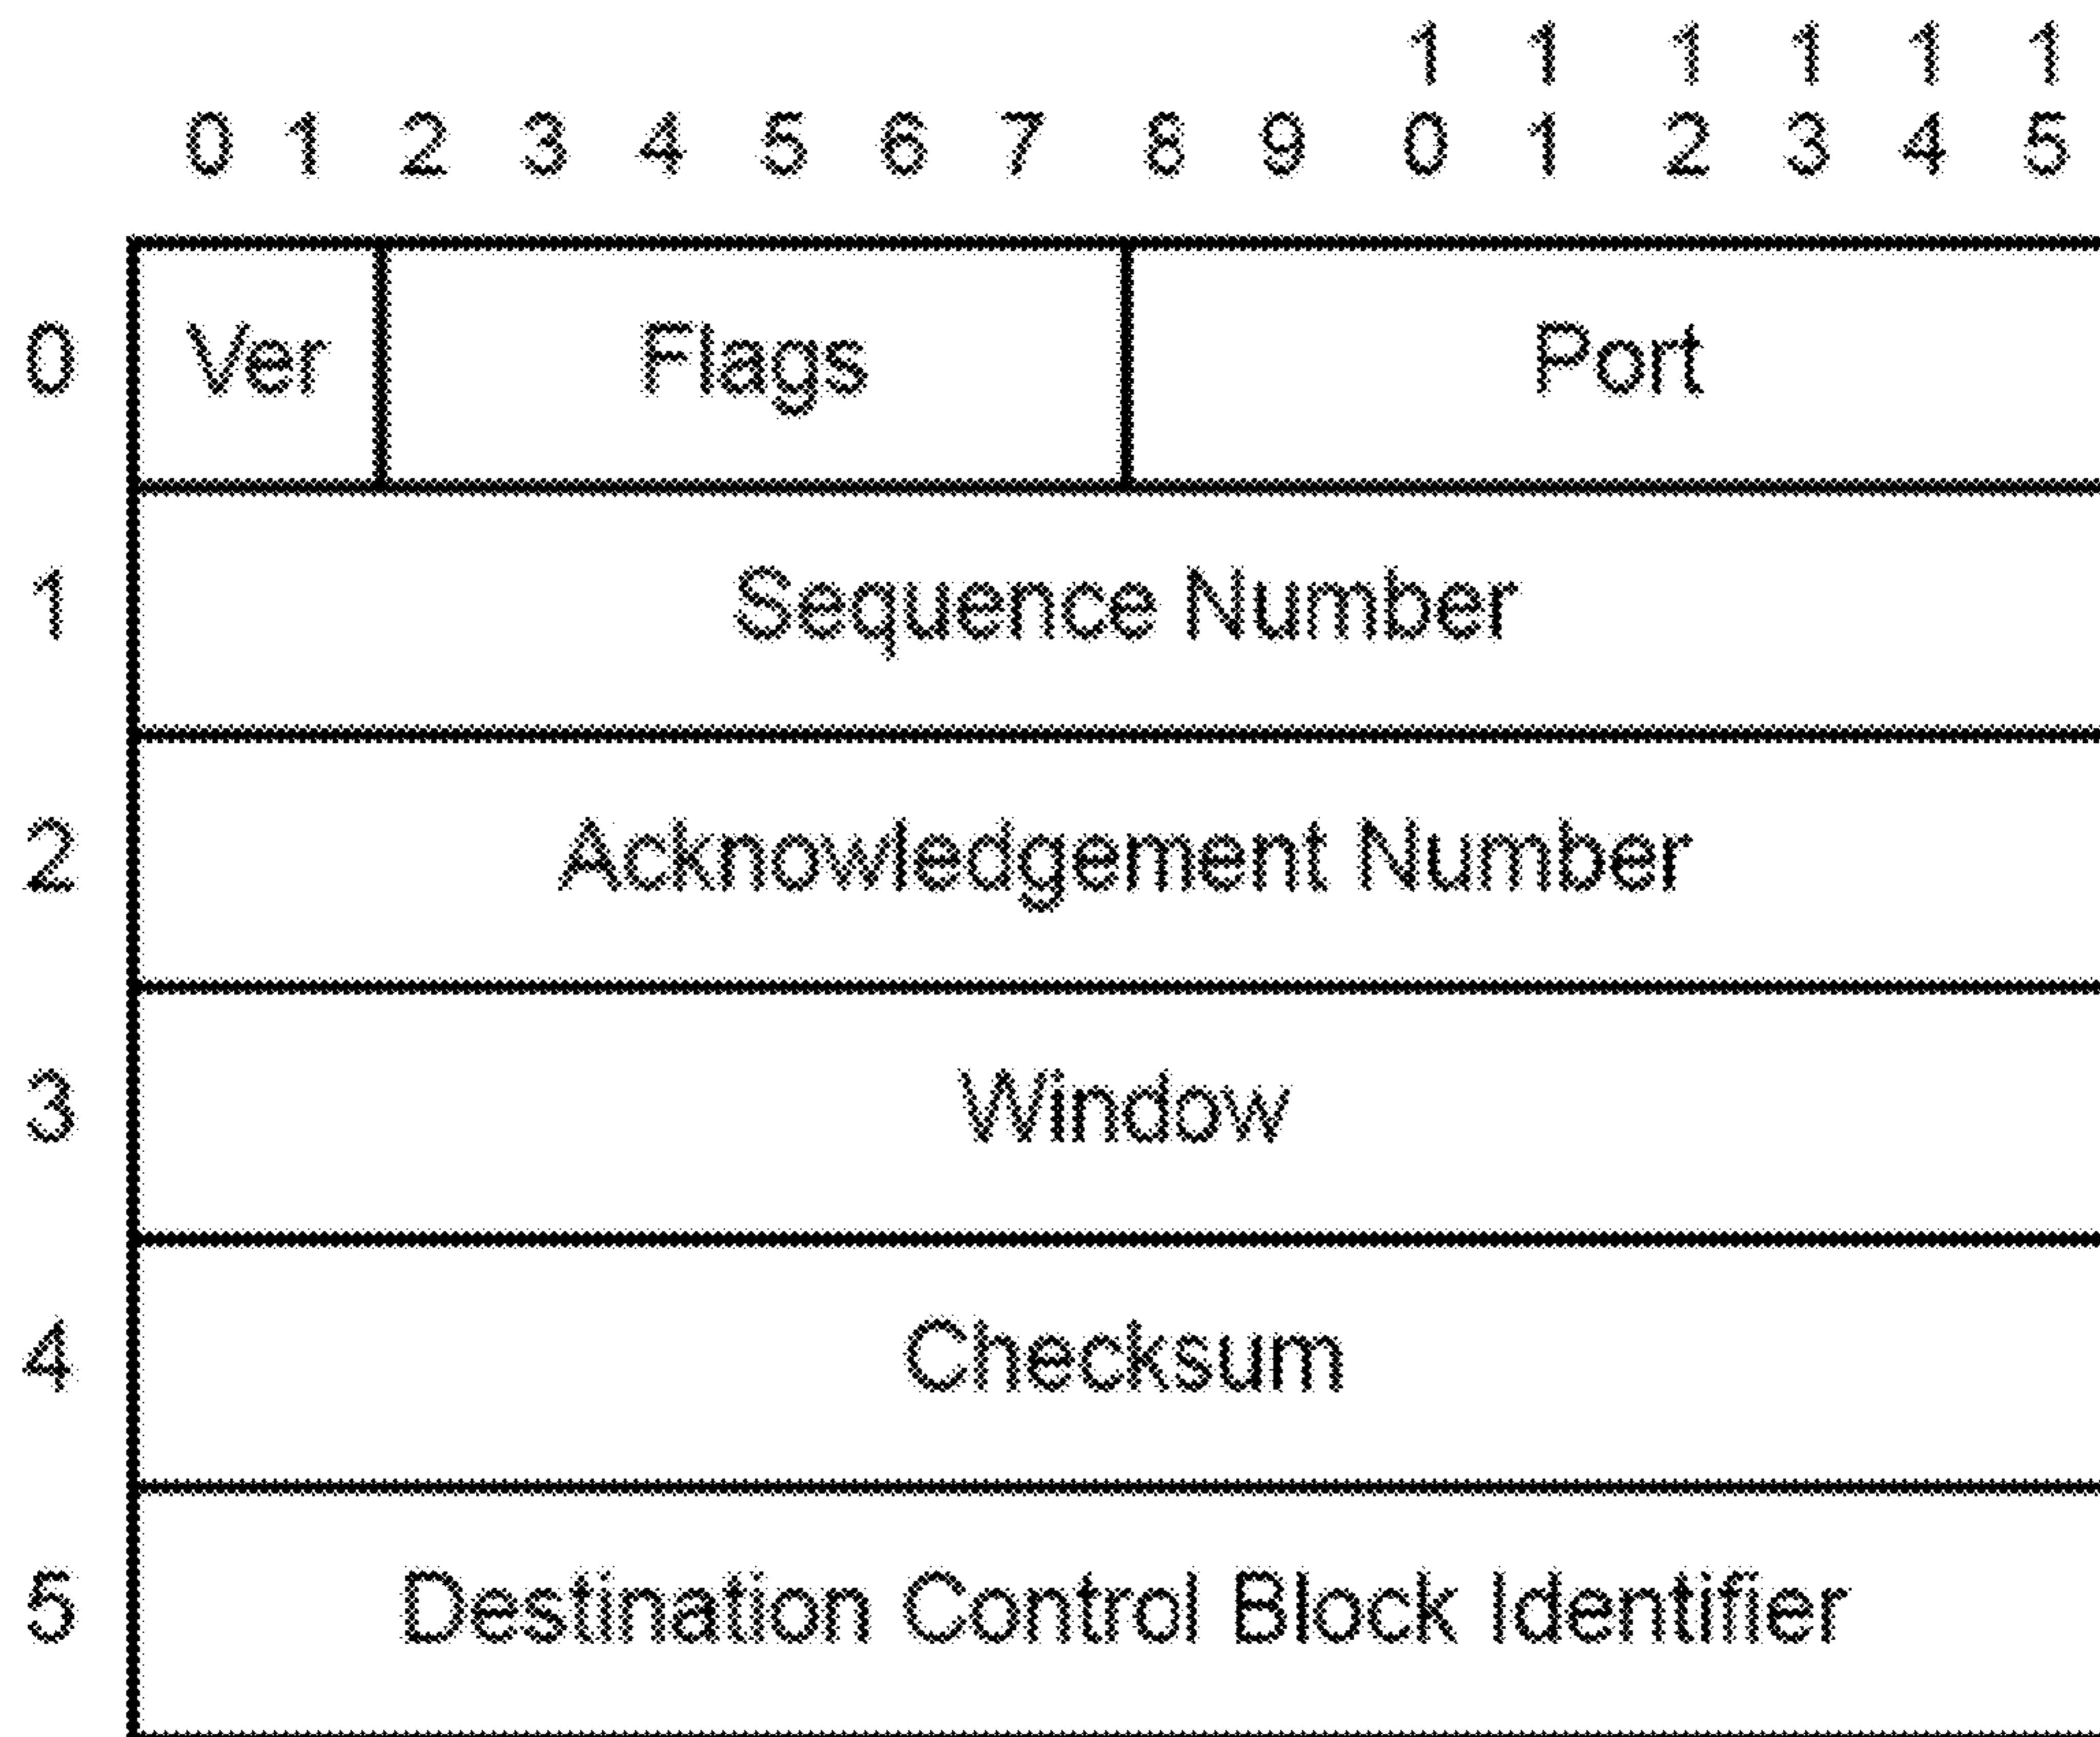 1 1 1 1 1 1
0 1 2 3 4 5 6 7 8 9 0 1 2 3 4 5
0 Ver Flags Port
1 Sequence Number
2 Acknowledgement Number
3 Window
4 Checksum
5 Destination Control Block Identifier